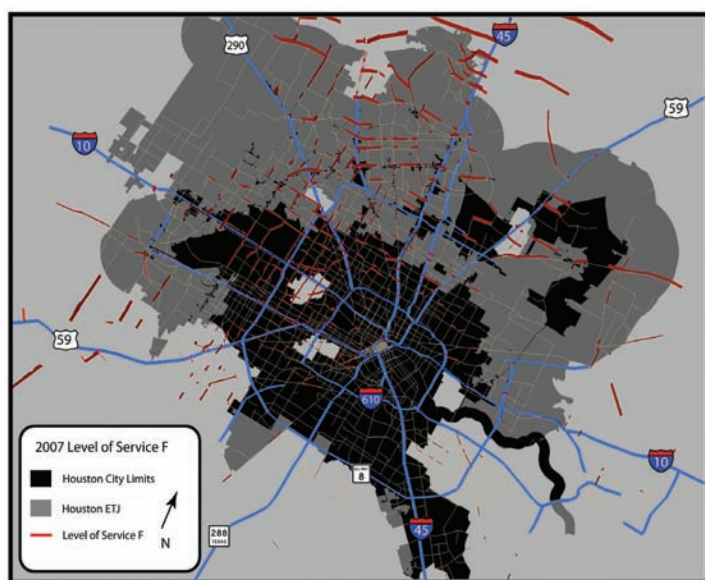 290
45
59
10
59
610
2007 Level of Service F
Houston City Limits
Houston ETJ
Level of Service F
N
8
10
288
TEXAS
45